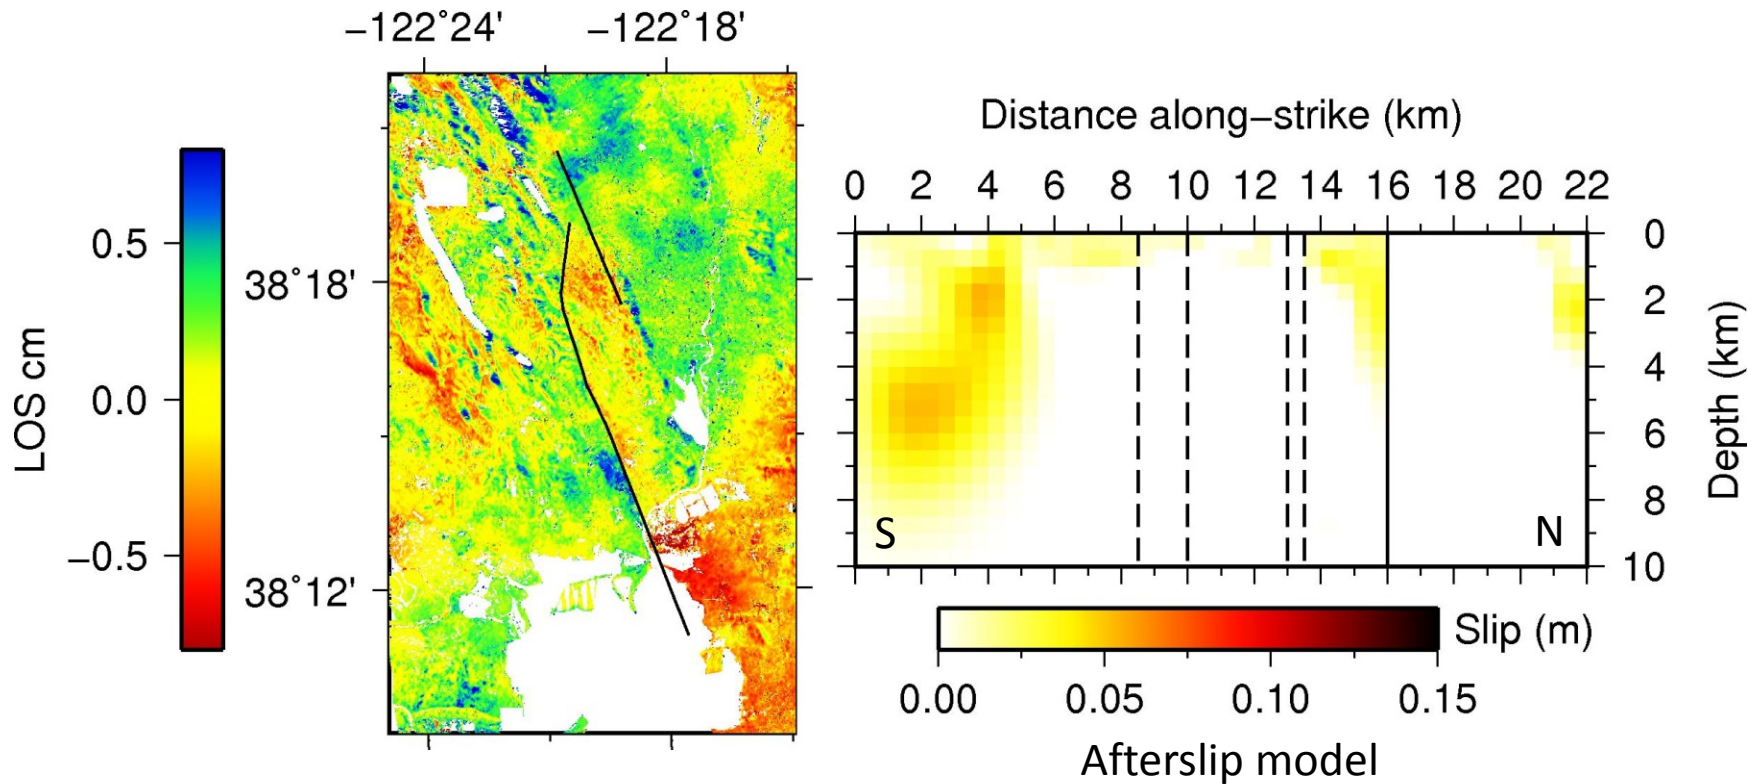 −122˚24' −122˚18'
LOS cm
0.5
0.0
−0.5
38˚18'
38˚12'
Distance along−strike (km)
0 2 4 6 8 10 12 14 16 20 22
0
2
4
6
8
10
Depth (km)
S
N
Slip (m)
0.00 0.05 0.10 0.15
Afterslip model